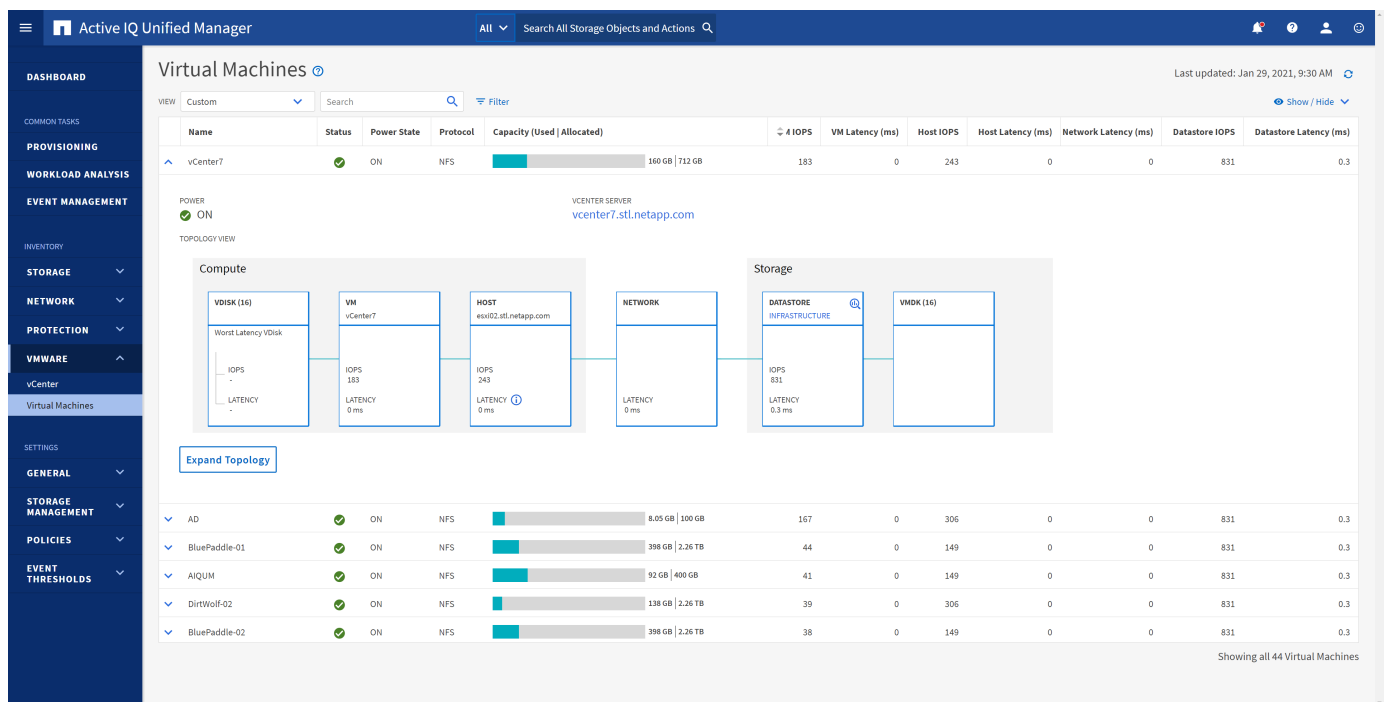 Active IQ Unified Manager
All
Search All Storage Objects and Actions
DASHBOARD
COMMON TASKS
PROVISIONING
WORKLOAD ANALYSIS
EVENT MANAGEMENT
INVENTORY
STORAGE
NETWORK
PROTECTION
VMWARE
vCenter
Virtual Machines
SETTINGS
GENERAL
STORAGE
MANAGEMENT
POLICIES
EVENT
THRESHOLDS
Virtual Machines
Last updated: Jan 29, 2021, 9:30 AM
VIEW Custom Search Filter Show / Hide
Name Status Power State Protocol Capacity (Used | Allocated) M IOPS VM Latency (ms) Host IOPS Host Latency (ms) Network Latency (ms) Datastore IOPS Datastore Latency (ms)
vCenter7 ON NFS 160 GB | 712 GB 183 0 243 0 0 831 0.3
POWER VCENTER SERVER
ON vcenter7.stl.netapp.com
TOPOLOGY VIEW
Compute Storage
VDISK (16)
Worst Latency VDisk
IOPS
-
LATENCY
-
VM
vCenter7
IOPS
183
LATENCY
0 ms
HOST
esxi02.stl.netapp.com
IOPS
243
LATENCY
0 ms
NETWORK
LATENCY
0 ms
DATASTORE
INFRASTRUCTURE
IOPS
831
LATENCY
0.3 ms
VMDK (16)
Expand Topology
AD ON NFS 8.05 GB | 100 GB 167 0 306 0 0 831 0.3
BluePaddle-01 ON NFS 398 GB | 2.26 TB 44 0 149 0 0 831 0.3
AIQUM ON NFS 92 GB | 400 GB 41 0 149 0 0 831 0.3
DirtWolf-02 ON NFS 138 GB | 2.26 TB 39 0 306 0 0 831 0.3
BluePaddle-02 ON NFS 398 GB | 2.26 TB 38 0 149 0 0 831 0.3
Showing all 44 Virtual Machines